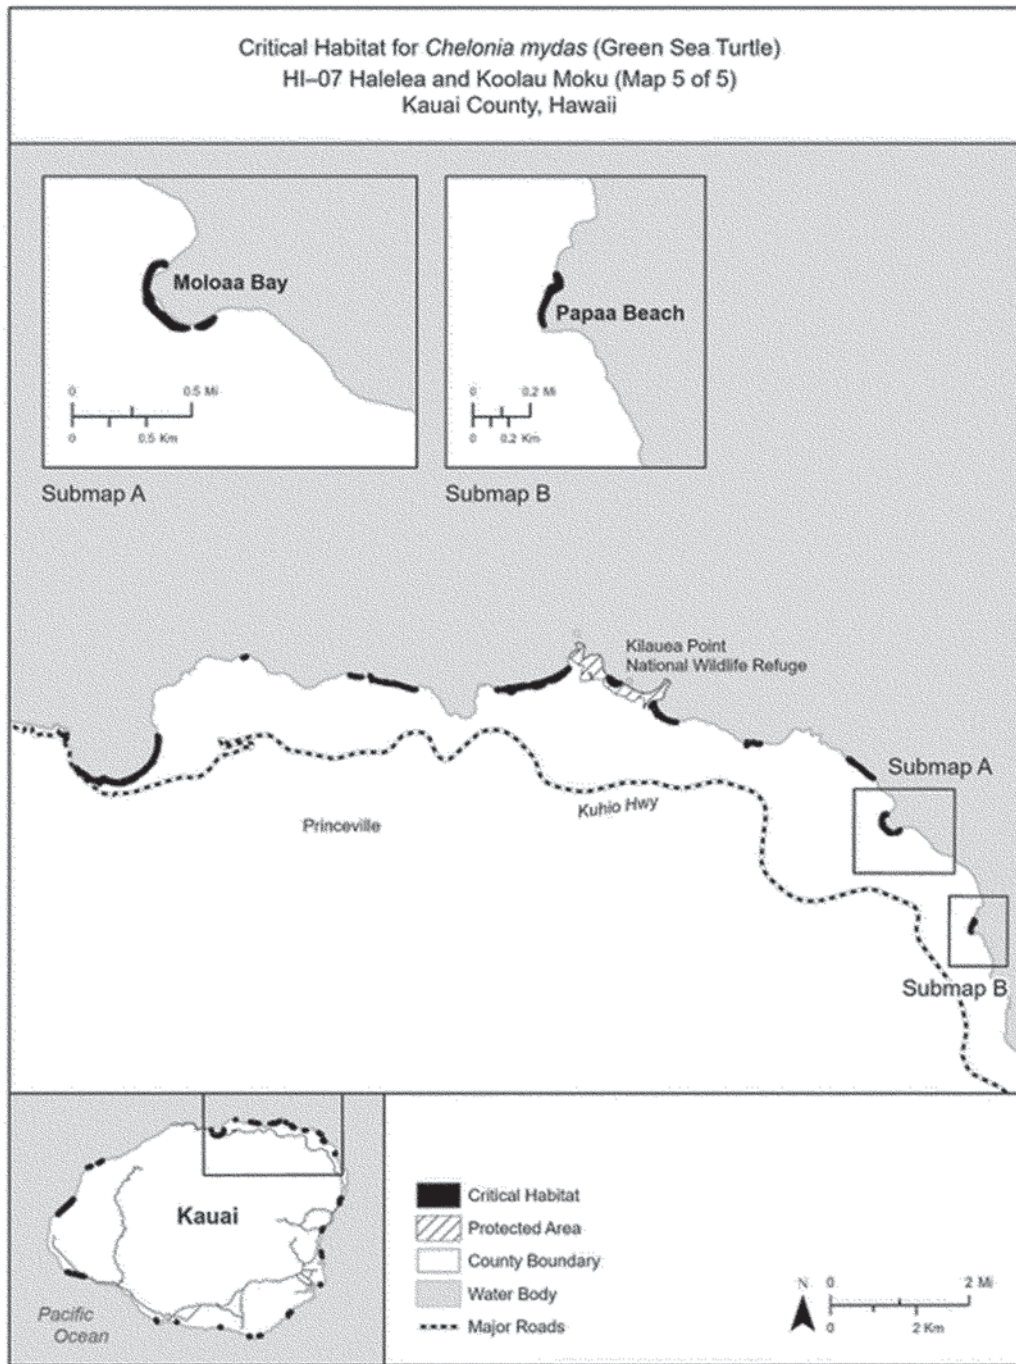 Critical Habitat for Chelonia mydas (Green Sea Turtle)
HI–07 Halelea and Koolau Moku (Map 5 of 5)
Kauai County, Hawaii
Moloaa Bay
0 0.5 Mi
0 0.5 Km
Submap A
Papaa Beach
0 0.2 Mi
0 0.2 Km
Submap B
Kilauea Point
National Wildlife Refuge
Submap A
Kuhio Hwy
Princeville
Submap B
Kauai
Pacific
Ocean
Critical Habitat
Protected Area
County Boundary
Water Body
Major Roads
N
0 2 Mi
0 2 Km